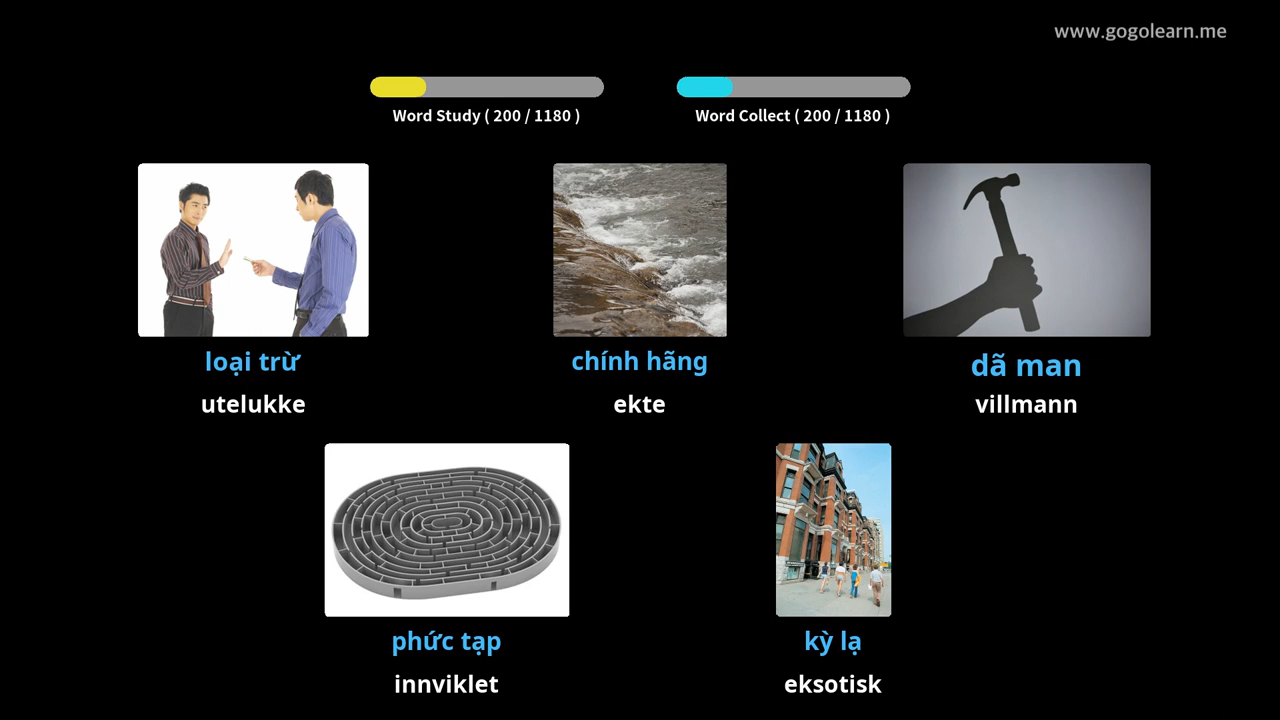 www.gogolearn.me
Word Study ( 200 / 1180 )
Word Collect ( 200 / 1180 )
loại trừ
utelukke
chính hãng
ekte
dã man
villmann
phức tạp
innviklet
kỳ lạ
eksotisk